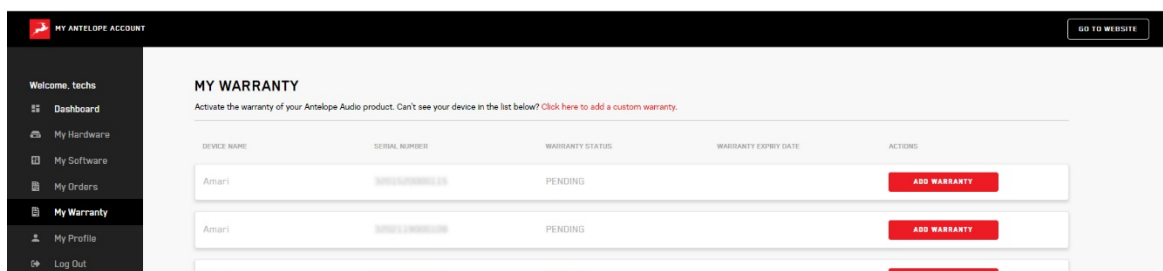 MY ANTELOPE ACCOUNT
GO TO WEBSITE
Welcome, techs
Dashboard
My Hardware
My Software
My Orders
My Warranty
My Profile
Log Out
MY WARRANTY
Activate the warranty of your Antelope Audio product. Can't see your device in the list below? Click here to add a custom warranty.
DEVICE NAME SERIAL NUMBER WARRANTY STATUS WARRANTY EXPIRY DATE ACTIONS
Amari PENDING ADD WARRANTY
Amari PENDING ADD WARRANTY